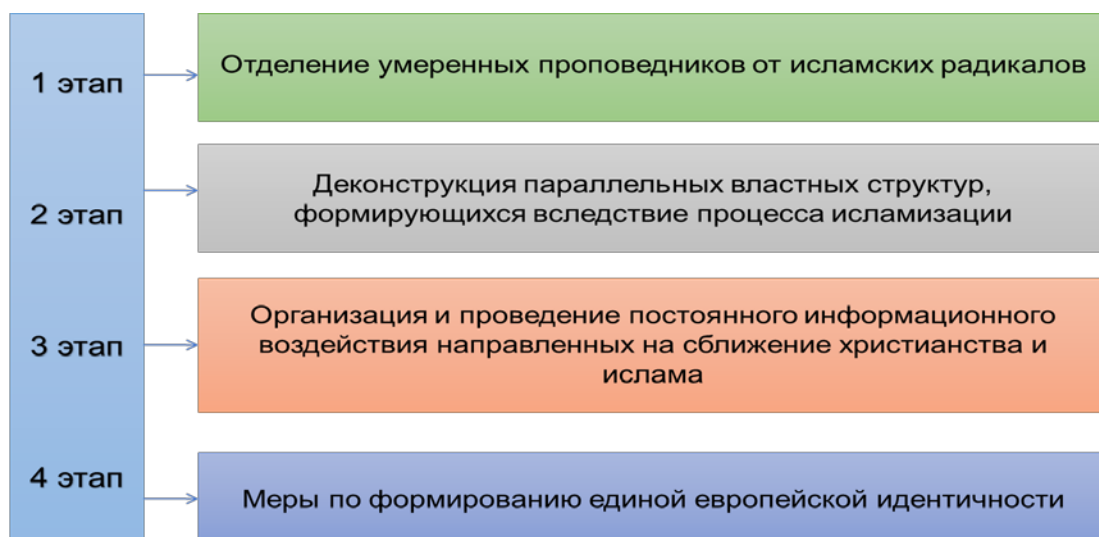 1 этап
Отделение умеренных проповедников от исламских радикалов
2 этап
Деконструкция параллельных властных структур,
формирующихся вследствие процесса исламизации
3 этап
Организация и проведение постоянного информационного
воздействия направленных на сближение христианства и
ислама
4 этап
Меры по формированию единой европейской идентичности